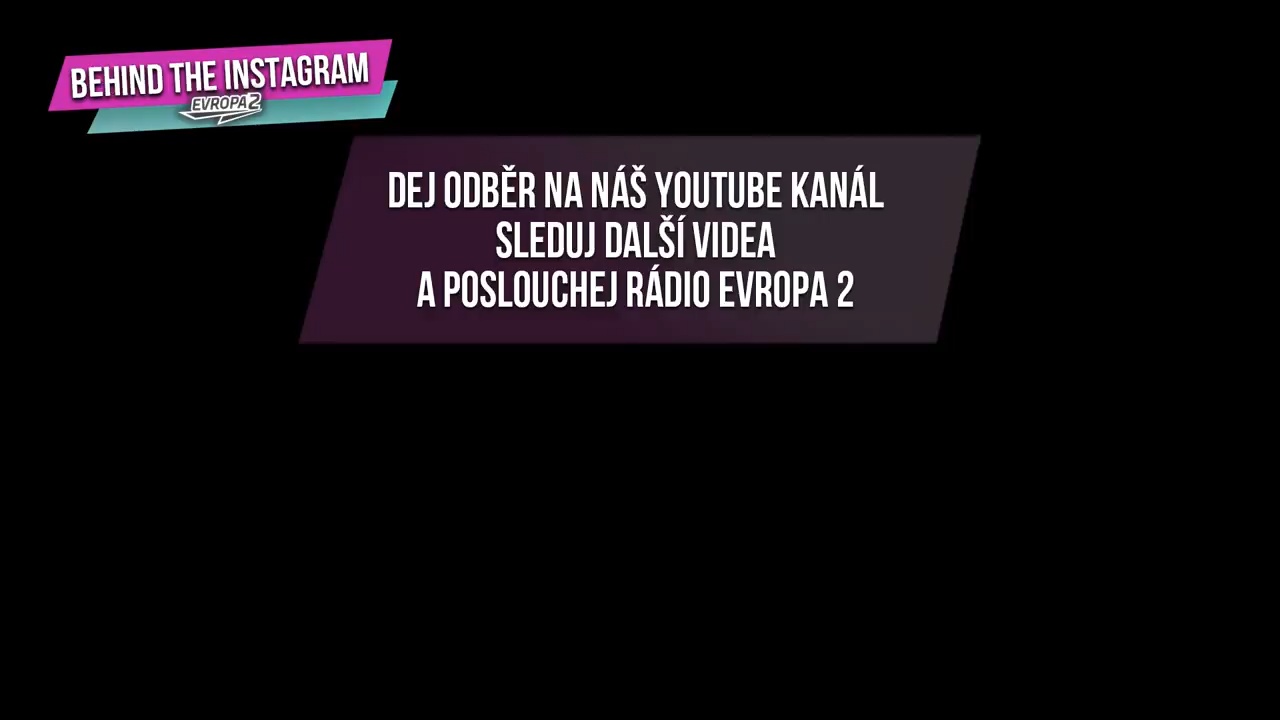 BEHIND THE INSTAGRAM
EVROPA 2
DEJ ODBĚR NA NÁŠ YOUTUBE KANÁL
SLEDUJ DALŠÍ VIDEA
A POSLOUCHEJ RÁDIO EVROPA 2